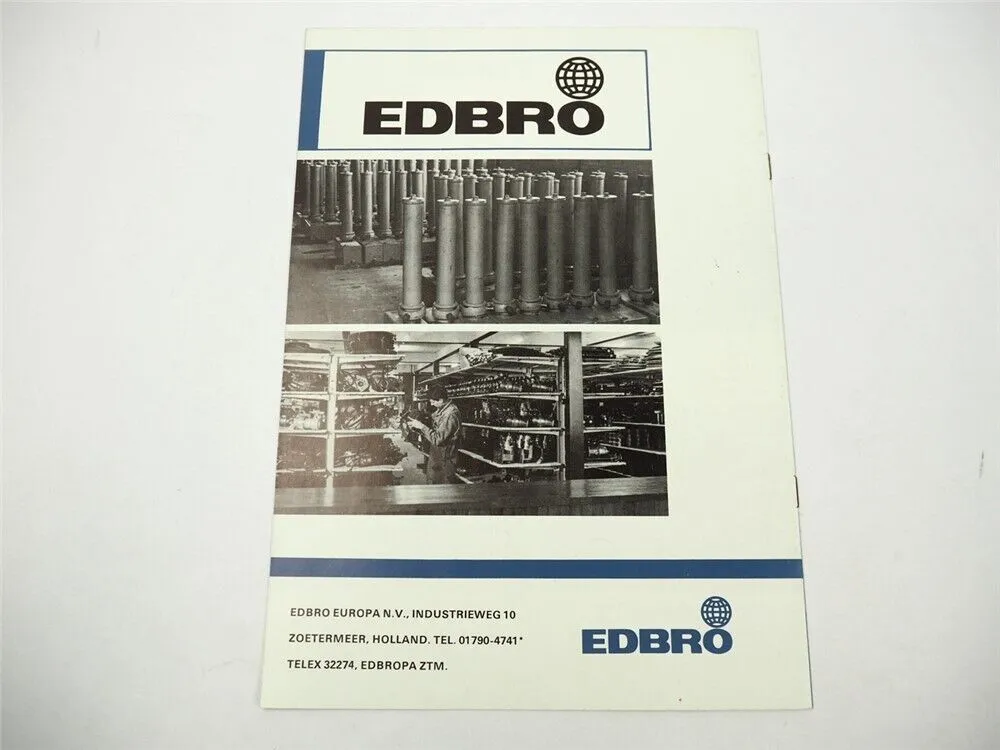 EDBRO
EDBRO EUROPA N.V., INDUSTRIEWEG 10
ZOETERMEER, HOLLAND. TEL. 01790-4741*
TELEX 32274, EDBROPA ZTM.
EDBRO